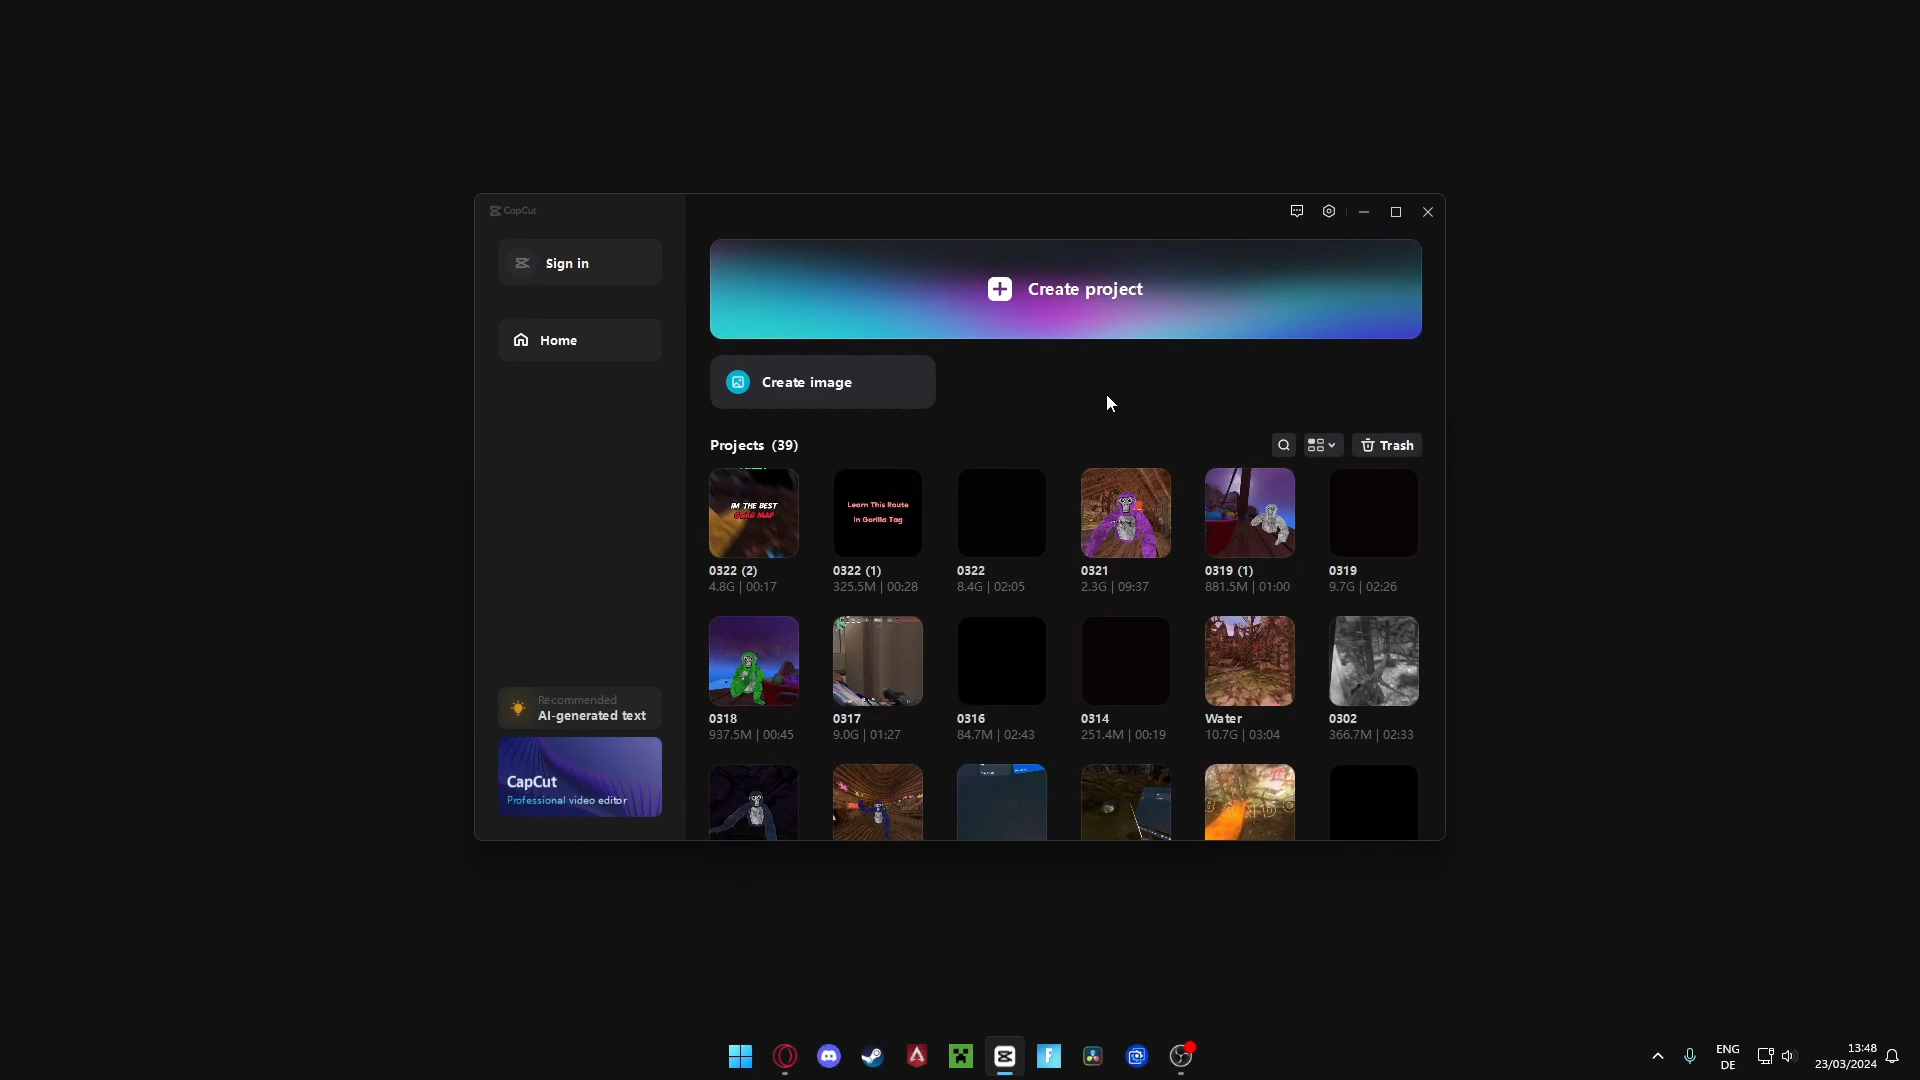 CapCut
Sign in
Home
Create project
Create image
Projects (39)
Trash
IM THE BEST
Learn This Route
In Gorilla Tag
0322 (2)
4.8G | 00:17
0322 (1)
325.5M | 00:28
0322
8.4G | 02:05
0321
2.3G | 09:37
0319 (1)
881.5M | 01:00
0319
9.7G | 02:26
0318
937.5M | 00:45
0317
9.0G | 01:27
0316
84.7M | 02:43
0314
251.4M | 00:19
Water
10.7G | 03:04
0302
366.7M | 02:33
Recommended
AI-generated text
CapCut
Professional video editor
ENG
DE
13:48
23/03/2024